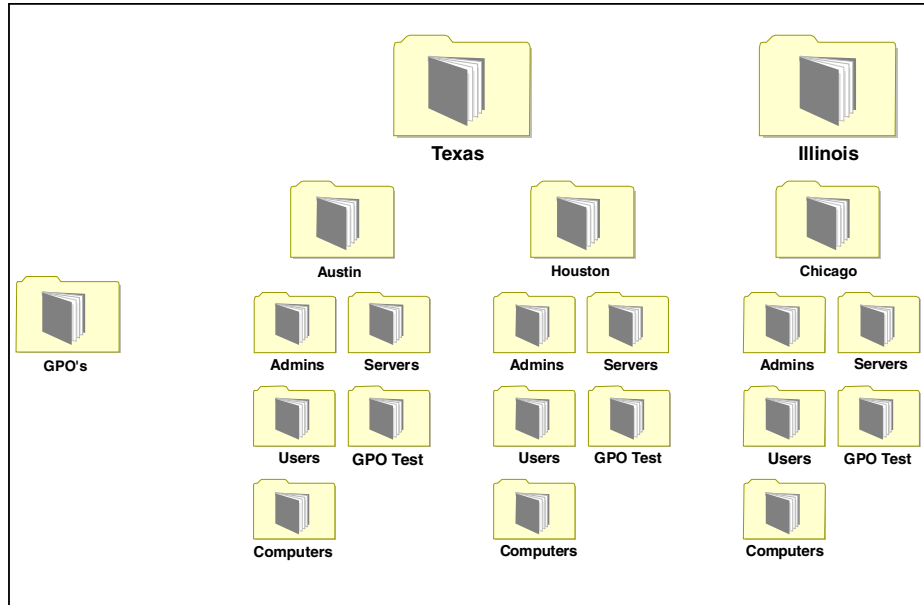 Texas
Illinois
Austin
Houston
Chicago
GPO's
Admins
Servers
Admins
Servers
Admins
Servers
Users
GPO Test
Users
GPO Test
Users
GPO Test
Computers
Computers
Computers